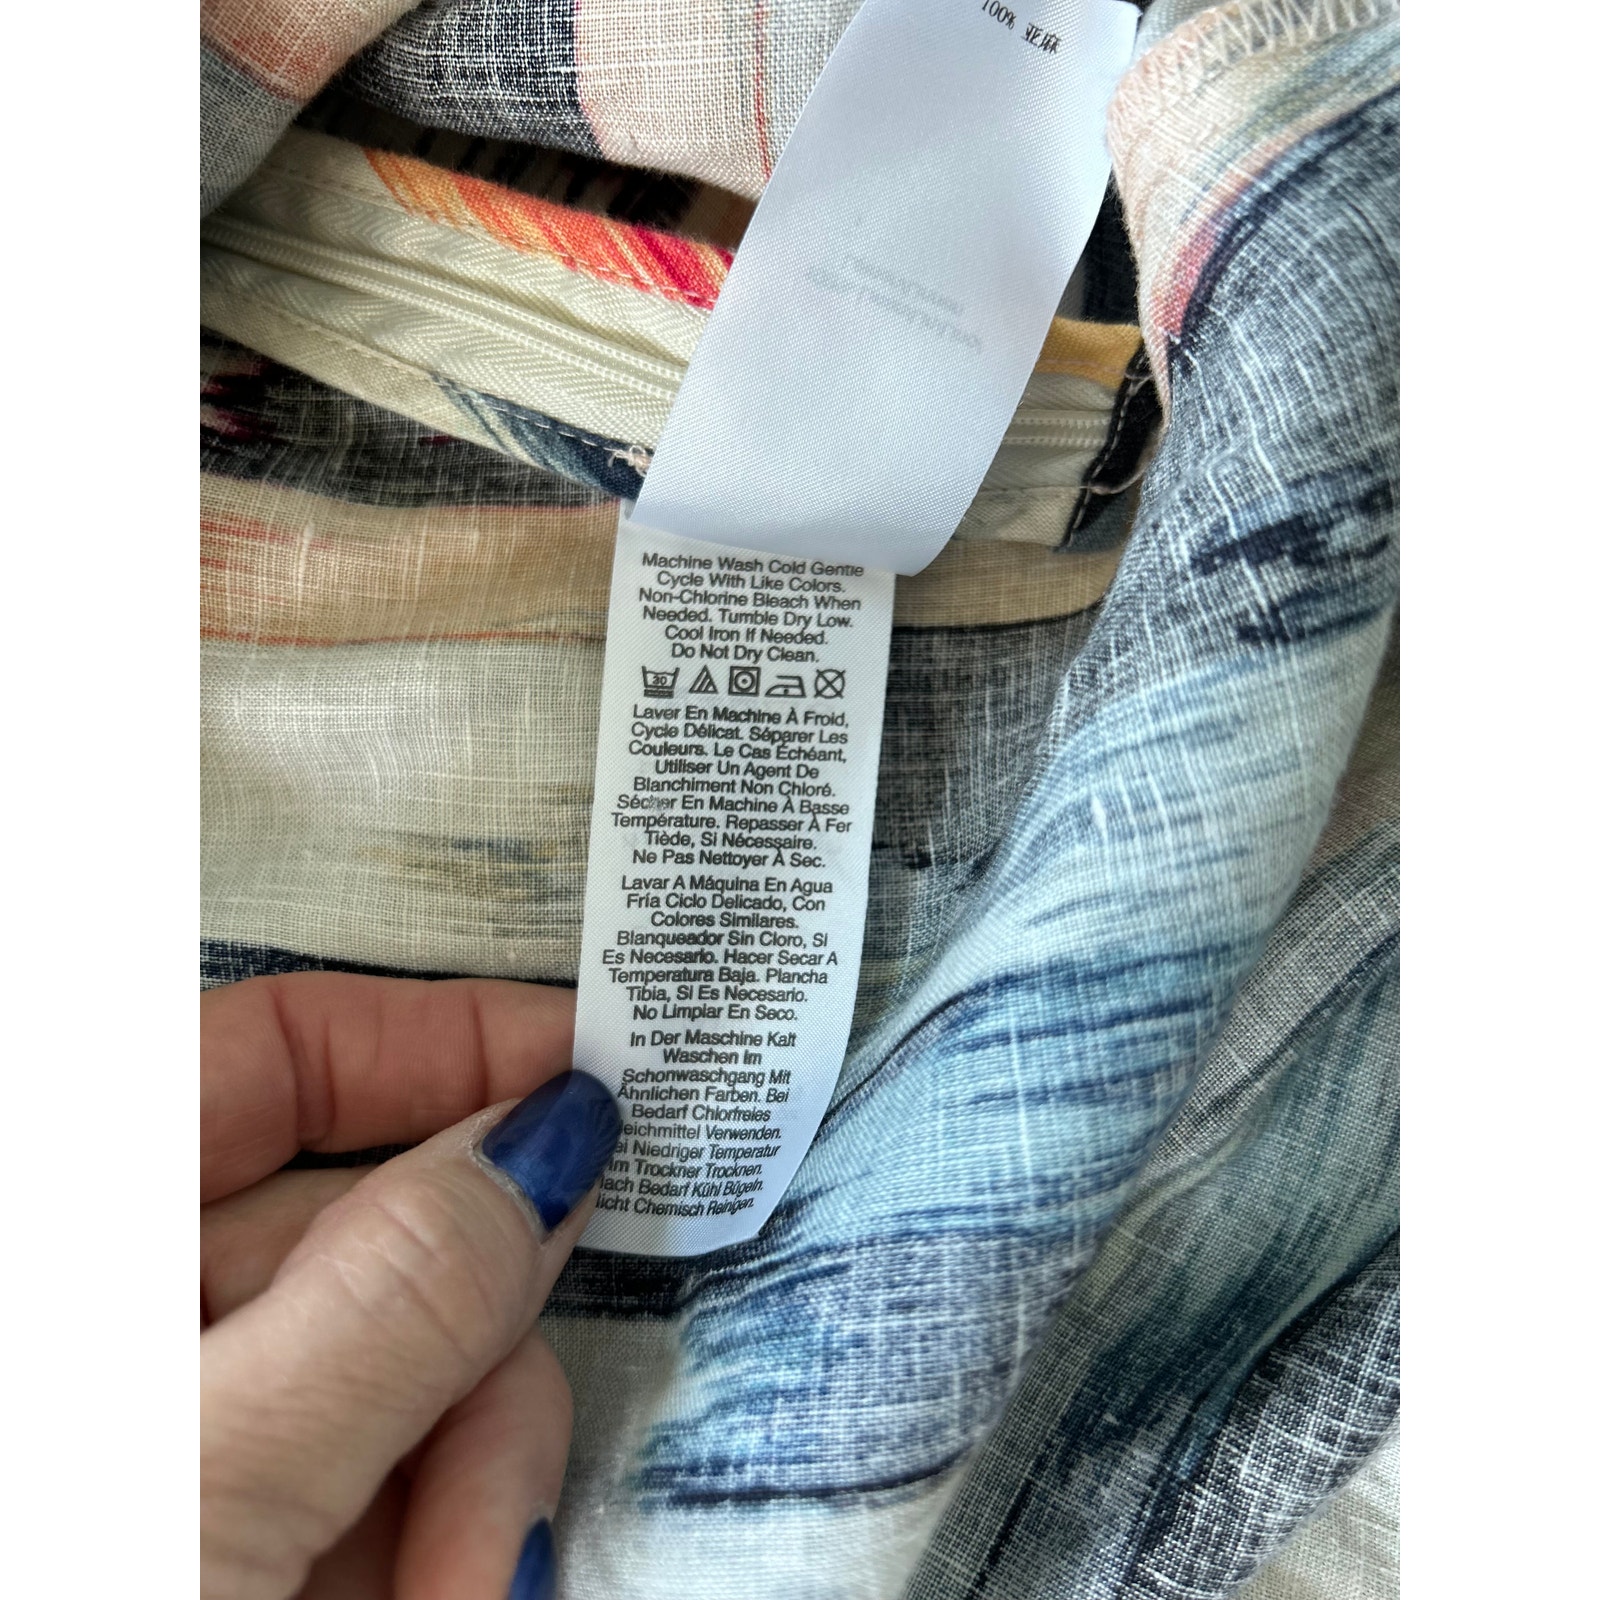 100% 亚麻
Machine Wash Cold Gentle
Cycle With Like Colors.
Non-Chlorine Bleach When
Needed. Tumble Dry Low.
Cool Iron If Needed.
Do Not Dry Clean.
30
Laver En Machine À Froid,
Cycle Délicat. Séparer Les
Couleurs. Le Cas Échéant,
Utiliser Un Agent De
Blanchiment Non Chloré.
Sécher En Machine À Basse
Température. Repasser À Fer
Tiède, Si Nécessaire.
Ne Pas Nettoyer À Sec.
Lavar A Máquina En Agua
Fría Ciclo Delicado, Con
Colores Similares.
Blanqueador Sin Cloro, Si
Es Necesario. Hacer Secar A
Temperatura Baja. Plancha
Tibia, Si Es Necesario.
No Limpiar En Seco.
In Der Maschine Kalt
Waschen Im
Schonwaschgang Mit
Ähnlichen Farben. Bei
Bedarf Chlorfreies
eichmittel Verwenden.
ei Niedriger Temperatur
Im Trockner Trocknen.
ach Bedarf Kühl Bügeln.
icht Chemisch Reinigen.